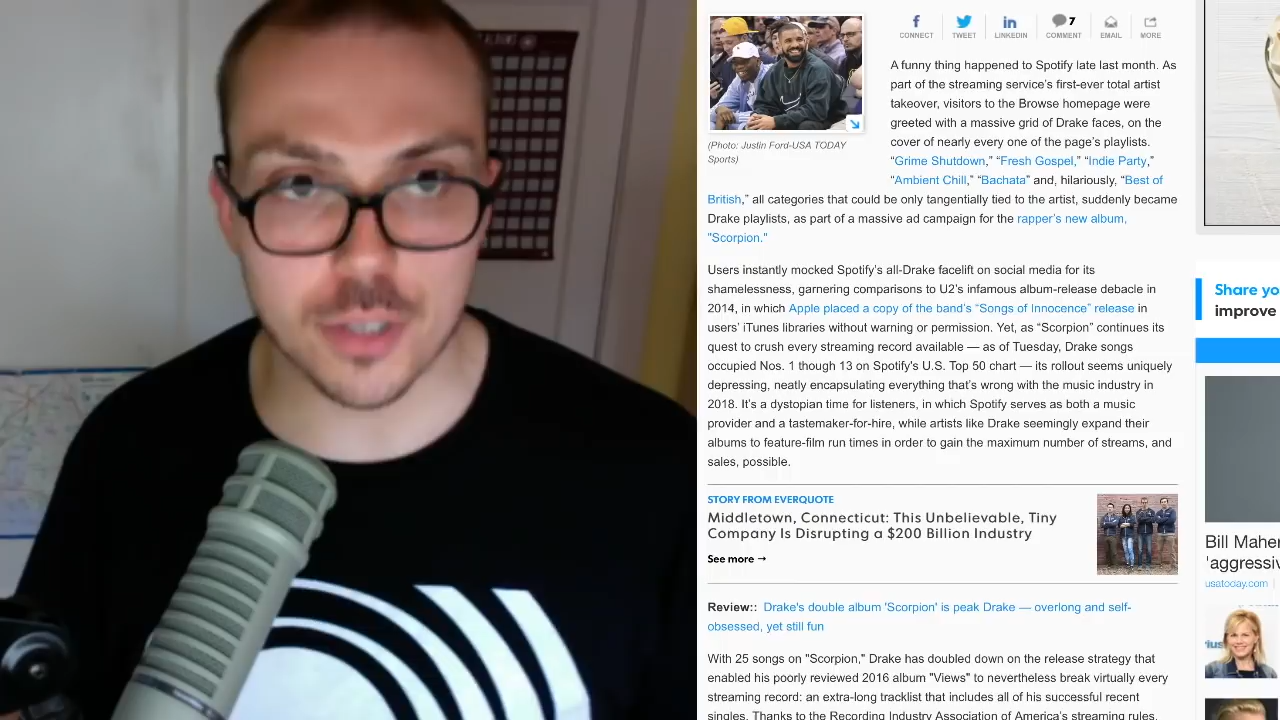 CONNECT
TWEET
LINKEDIN
7
COMMENT
EMAIL
MORE
(Photo: Justin Ford-USA TODAY
Sports)
A funny thing happened to Spotify late last month. As
part of the streaming service's first-ever total artist
takeover, visitors to the Browse homepage were
greeted with a massive grid of Drake faces, on the
cover of nearly every one of the page's playlists.
“Grime Shutdown,” “Fresh Gospel,” “Indie Party,”
“Ambient Chill,” “Bachata” and, hilariously, “Best of
British,” all categories that could be only tangentially tied to the artist, suddenly became
Drake playlists, as part of a massive ad campaign for the rapper's new album,
"Scorpion."
Users instantly mocked Spotify's all-Drake facelift on social media for its
shamelessness, garnering comparisons to U2's infamous album-release debacle in
2014, in which Apple placed a copy of the band's “Songs of Innocence” release in
users' iTunes libraries without warning or permission. Yet, as “Scorpion” continues its
quest to crush every streaming record available — as of Tuesday, Drake songs
occupied Nos. 1 though 13 on Spotify's U.S. Top 50 chart — its rollout seems uniquely
depressing, neatly encapsulating everything that's wrong with the music industry in
2018. It's a dystopian time for listeners, in which Spotify serves as both a music
provider and a tastemaker-for-hire, while artists like Drake seemingly expand their
albums to feature-film run times in order to gain the maximum number of streams, and
sales, possible.
STORY FROM EVERQUOTE
Middletown, Connecticut: This Unbelievable, Tiny
Company Is Disrupting a $200 Billion Industry
See more →
Review:: Drake's double album 'Scorpion' is peak Drake — overlong and self-
obsessed, yet still fun
With 25 songs on "Scorpion," Drake has doubled down on the release strategy that
enabled his poorly reviewed 2016 album "Views" to nevertheless break virtually every
streaming record: an extra-long tracklist that includes all of his successful recent
singles. Thanks to the Recording Industry Association of America's streaming rules,
Share yo
improve
Bill Maher
'aggressiv
usatoday.com